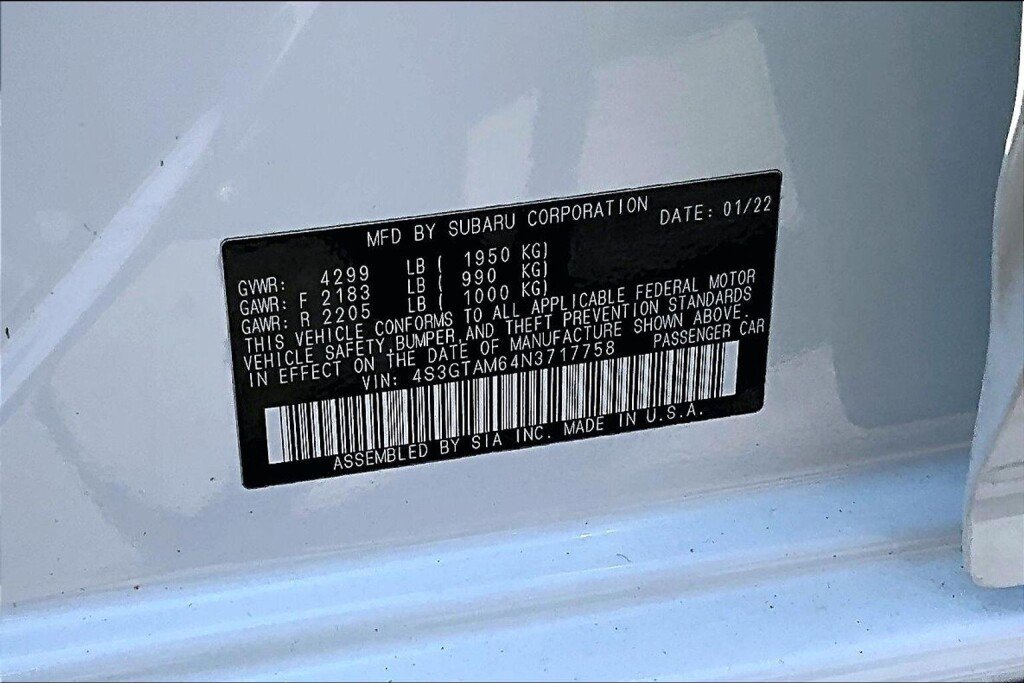 MFD BY SUBARU CORPORATION DATE: 01/22
GVWR: 4299 LB ( 1950 KG)
GAWR: F 2183 LB ( 990 KG)
GAWR: R 2205 LB ( 1000 KG)
THIS VEHICLE CONFORMS TO ALL APPLICABLE FEDERAL MOTOR
VEHICLE SAFETY,BUMPER,AND THEFT PREVENTION STANDARDS
IN EFFECT ON THE DATE OF MANUFACTURE SHOWN ABOVE.
VIN: 4S3GTAM64N3717758 PASSENGER CAR
ASSEMBLED BY SIA INC. MADE IN U.S.A.